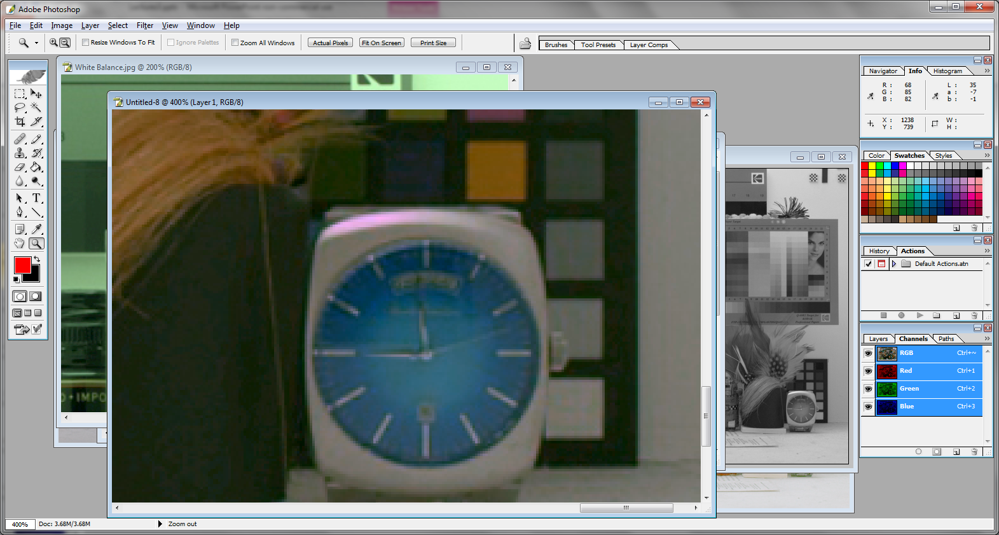 Adobe Photoshop
File Edit Image Layer Select Filter View Window Help
Resize Windows To Fit Ignore Palettes Zoom All Windows Actual Pixels Fit On Screen Print Size Brushes Tool Presets Layer Comps
White Balance.jpg @ 200% (RGB/8)
Untitled-8 @ 400% (Layer 1, RGB/8)
Navigator Info Histogram
R : 68 L : 35
G : 85 a : -7
B : 82 b : -1
X : 1238 W :
Y : 739 H :
Color Swatches Styles
History Actions
Default Actions.atn
Layers Channels Paths
RGB Ctrl+~
Red Ctrl+1
Green Ctrl+2
Blue Ctrl+3
400% Doc: 3.68M/3.68M Zoom out